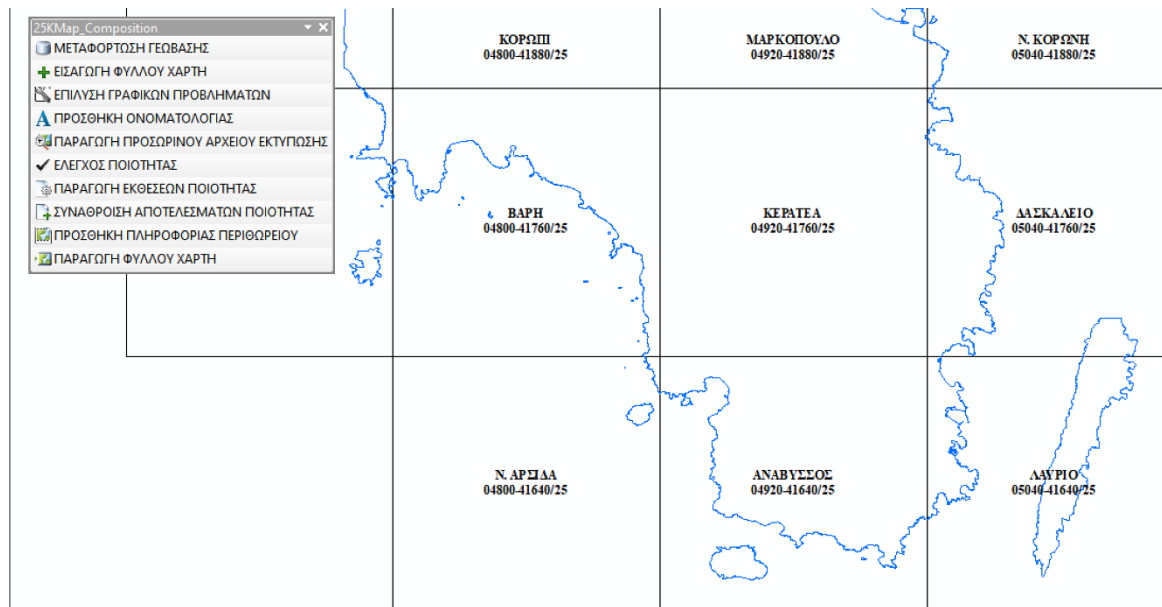 25KMap_Composition
ΜΕΤΑΦΟΡΤΩΣΗ ΓΕΩΒΑΣΗΣ
ΕΙΣΑΓΩΓΗ ΦΥΛΛΟΥ ΧΑΡΤΗ
ΕΠΙΛΥΣΗ ΓΡΑΦΙΚΩΝ ΠΡΟΒΛΗΜΑΤΩΝ
ΠΡΟΣΘΗΚΗ ΟΝΟΜΑΤΟΛΟΓΙΑΣ
ΠΑΡΑΓΩΓΗ ΠΡΟΣΩΡΙΝΟΥ ΑΡΧΕΙΟΥ ΕΚΤΥΠΩΣΗΣ
ΕΛΕΓΧΟΣ ΠΟΙΟΤΗΤΑΣ
ΠΑΡΑΓΩΓΗ ΕΚΘΕΣΕΩΝ ΠΟΙΟΤΗΤΑΣ
ΣΥΝΑΘΡΟΙΣΗ ΑΠΟΤΕΛΕΣΜΑΤΩΝ ΠΟΙΟΤΗΤΑΣ
ΠΡΟΣΘΗΚΗ ΠΛΗΡΟΦΟΡΙΑΣ ΠΕΡΙΘΩΡΕΙΟΥ
ΠΑΡΑΓΩΓΗ ΦΥΛΛΟΥ ΧΑΡΤΗ
ΚΟΡΩΠΙ
04800-41880/25
ΜΑΡΚΟΠΟΥΛΟ
04920-41880/25
Ν. ΚΟΡΩΝΗ
05040-41880/25
ΒΑΡΗ
04800-41760/25
ΚΕΡΑΤΕΑ
04920-41760/25
ΔΑΣΚΑΛΕΙΟ
05040-41760/25
Ν. ΑΡΣΙΔΑ
04800-41640/25
ΑΝΑΒΥΣΣΟΣ
04920-41640/25
ΛΑΥΡΙΟ
05040-41640/25